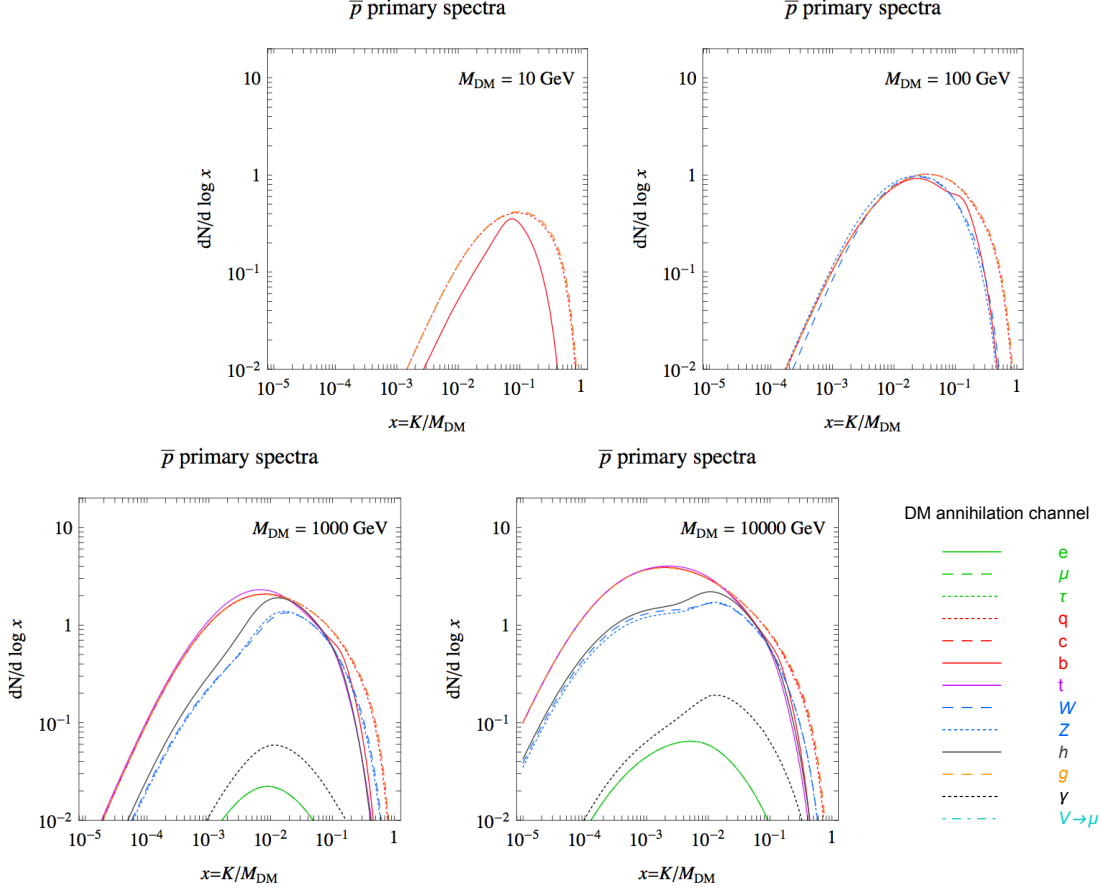 p̅ primary spectra
p̅ primary spectra
M_DM = 10 GeV
10
1
10⁻¹
10⁻²
dN/d log x
10⁻⁵ 10⁻⁴ 10⁻³ 10⁻² 10⁻¹ 1
x=K/M_DM
M_DM = 100 GeV
10
1
10⁻¹
10⁻²
dN/d log x
10⁻⁵ 10⁻⁴ 10⁻³ 10⁻² 10⁻¹ 1
x=K/M_DM
p̅ primary spectra
p̅ primary spectra
M_DM = 1000 GeV
10
1
10⁻¹
10⁻²
dN/d log x
10⁻⁵ 10⁻⁴ 10⁻³ 10⁻² 10⁻¹ 1
x=K/M_DM
M_DM = 10000 GeV
10
1
10⁻¹
10⁻²
dN/d log x
10⁻⁵ 10⁻⁴ 10⁻³ 10⁻² 10⁻¹ 1
x=K/M_DM
DM annihilation channel
e
μ
τ
q
c
b
t
W
Z
h
g
γ
V→μ